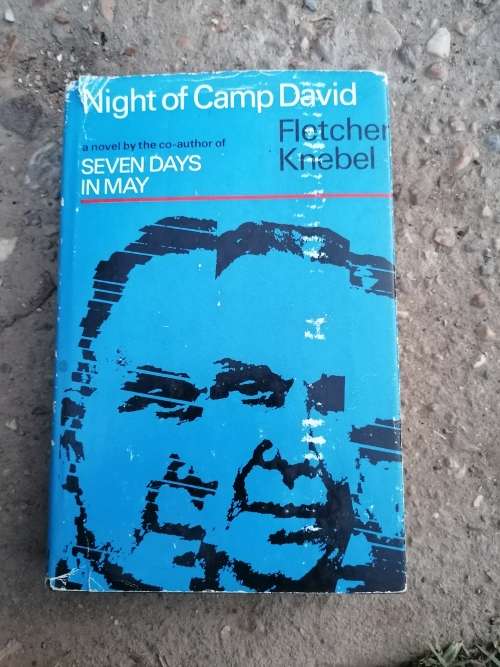 Night of Camp David
Fletcher
Knebel
a novel by the co-author of
SEVEN DAYS
IN MAY